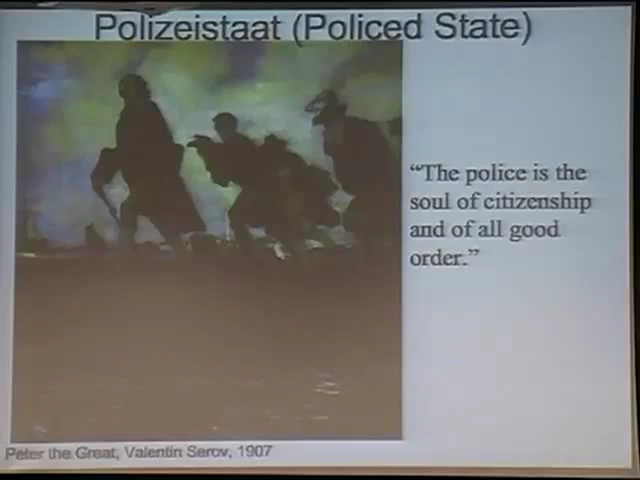 Polizeistaat (Policed State)
“The police is the
soul of citizenship
and of all good
order.”
Peter the Great, Valentin Serov, 1907